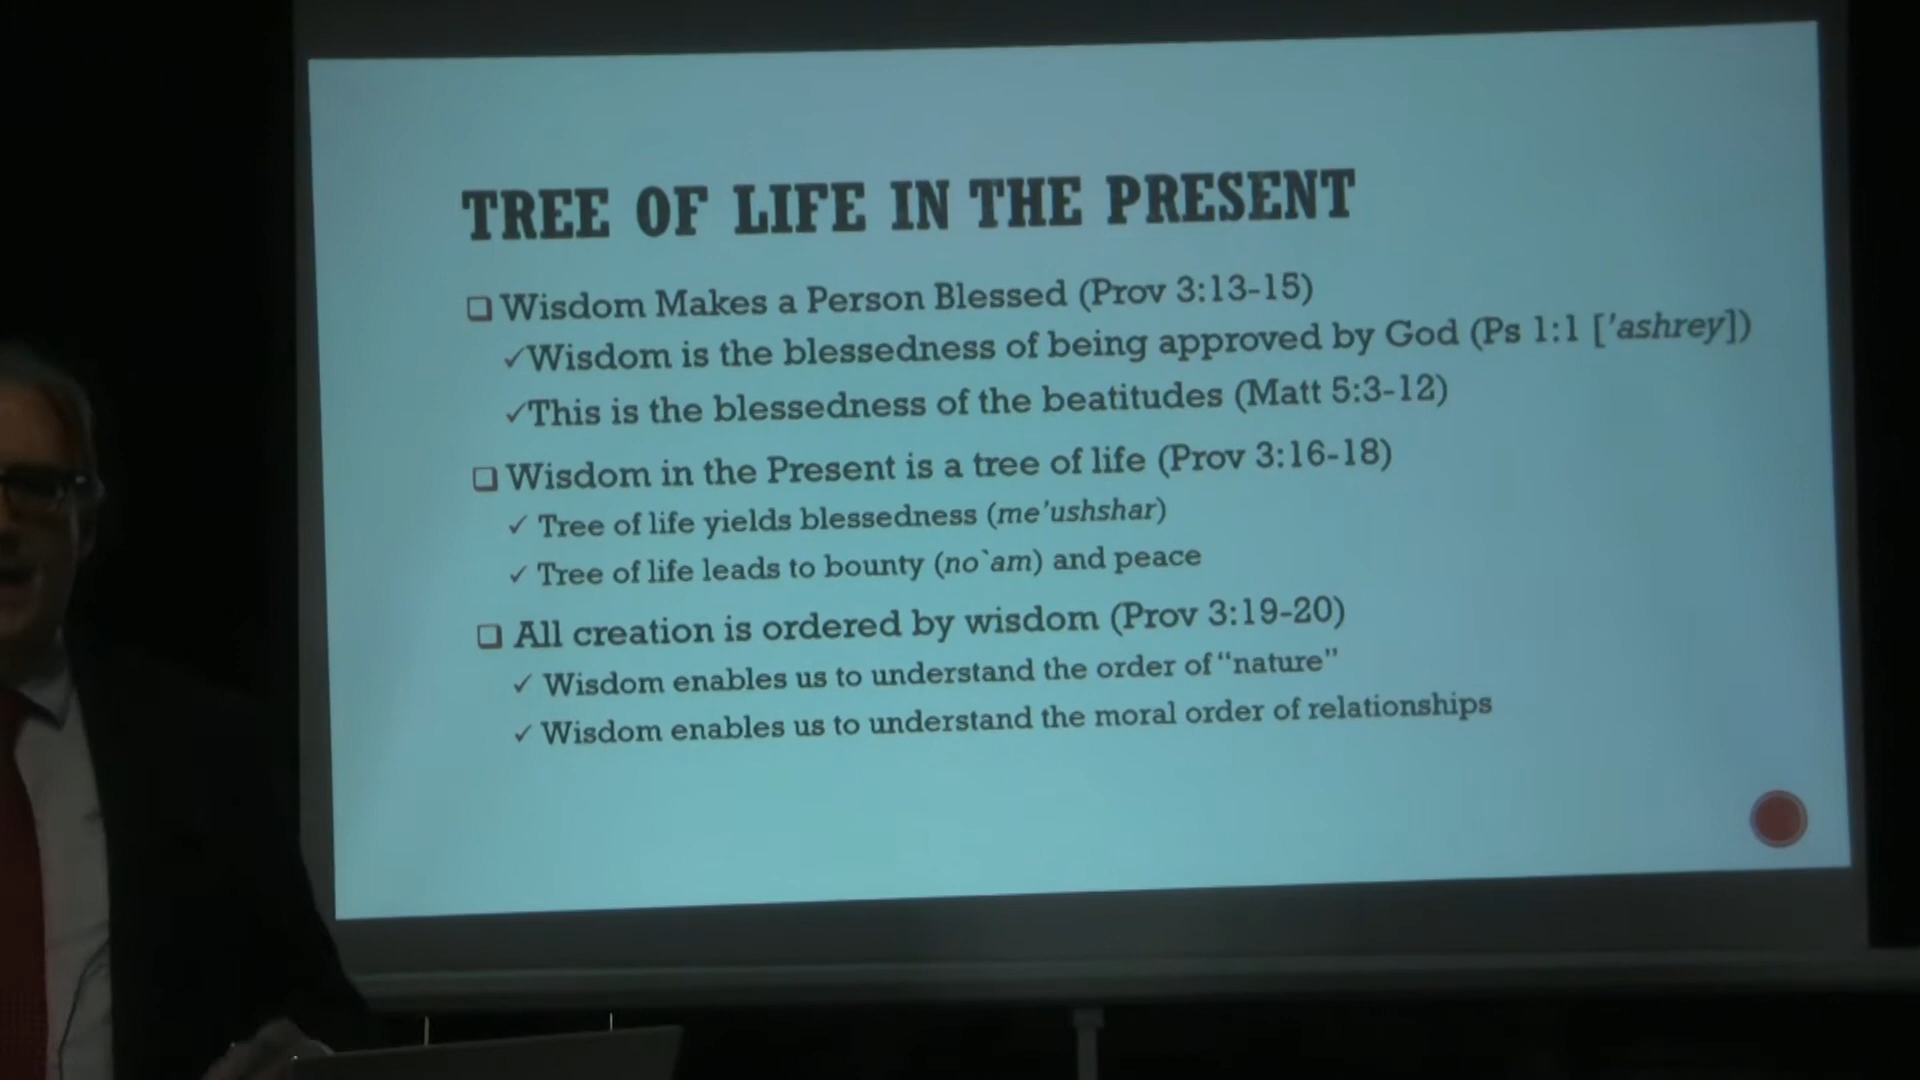 TREE OF LIFE IN THE PRESENT
❑ Wisdom Makes a Person Blessed (Prov 3:13-15)
✓Wisdom is the blessedness of being approved by God (Ps 1:1 ['ashrey])
✓This is the blessedness of the beatitudes (Matt 5:3-12)
❑ Wisdom in the Present is a tree of life (Prov 3:16-18)
✓ Tree of life yields blessedness (me'ushshar)
✓ Tree of life leads to bounty (no`am) and peace
❑ All creation is ordered by wisdom (Prov 3:19-20)
✓ Wisdom enables us to understand the order of “nature”
✓ Wisdom enables us to understand the moral order of relationships